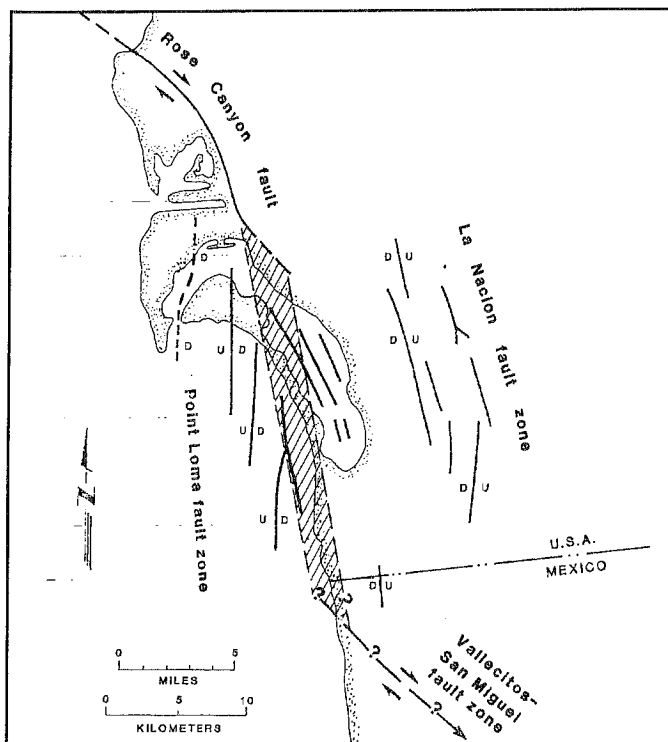 Rose
Canyon
fault
La Nacion fault zone
Point Loma fault zone
D
D
U
D
U
D
U
D
D
U
D
U
D
U
D
U
N
U.S.A.
MEXICO
?
?
?
?
Vallecitos-
San Miguel
fault zone
0
5
MILES
0
5
10
KILOMETERS